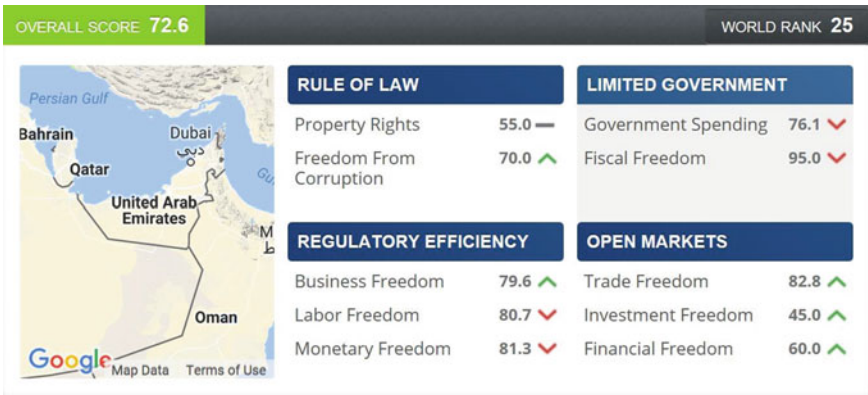 OVERALL SCORE 72.6
WORLD RANK 25
Persian Gulf
Bahrain
Dubai
دبي
Qatar
Gu
United Arab
Emirates
M
Oman
Google
Map Data
Terms of Use
RULE OF LAW
Property Rights 55.0
Freedom From
Corruption
70.0
LIMITED GOVERNMENT
Government Spending 76.1
Fiscal Freedom 95.0
REGULATORY EFFICIENCY
Business Freedom 79.6
Labor Freedom 80.7
Monetary Freedom 81.3
OPEN MARKETS
Trade Freedom 82.8
Investment Freedom 45.0
Financial Freedom 60.0